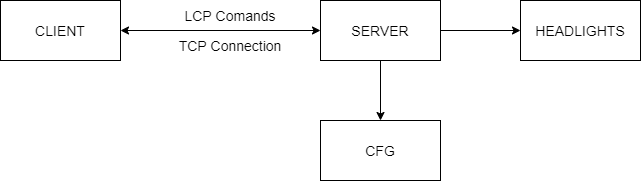 LCP Comands
CLIENT
SERVER
HEADLIGHTS
TCP Connection
CFG